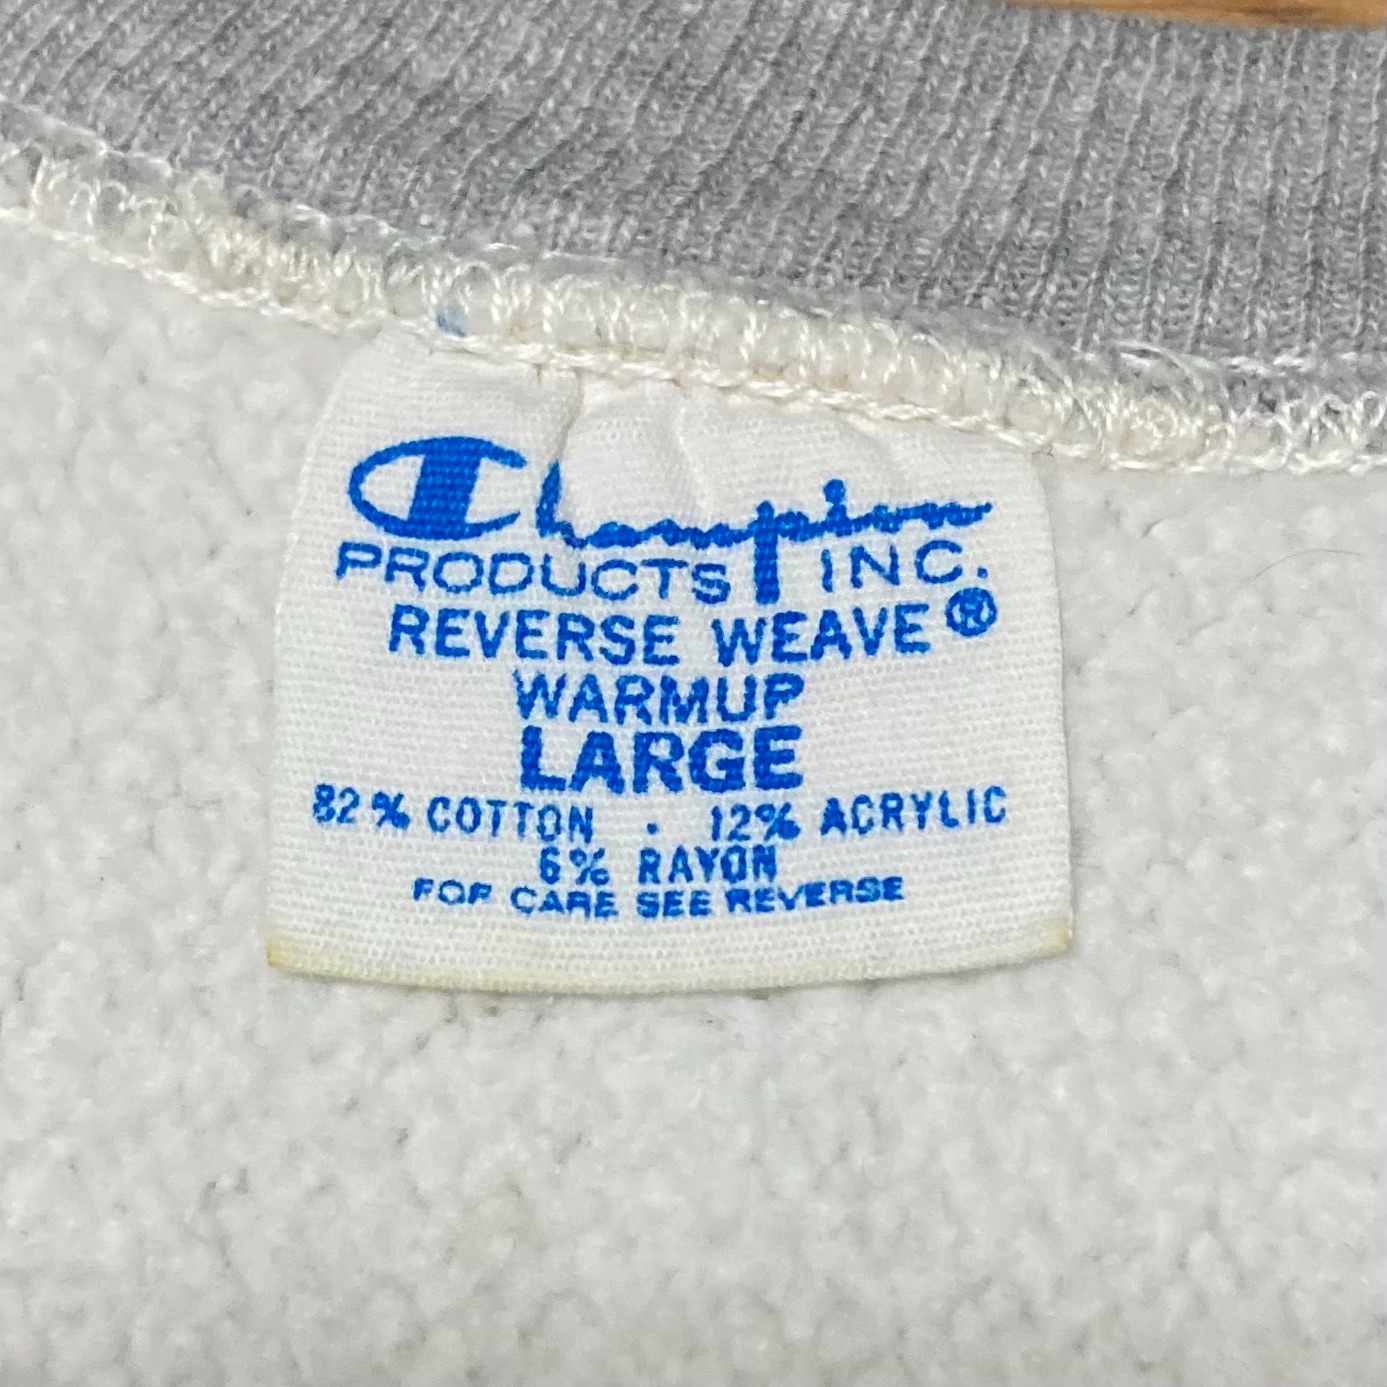 Champion
PRODUCTS INC.
REVERSE WEAVE®
WARMUP
LARGE
82% COTTON · 12% ACRYLIC
6% RAYON
FOR CARE SEE REVERSE